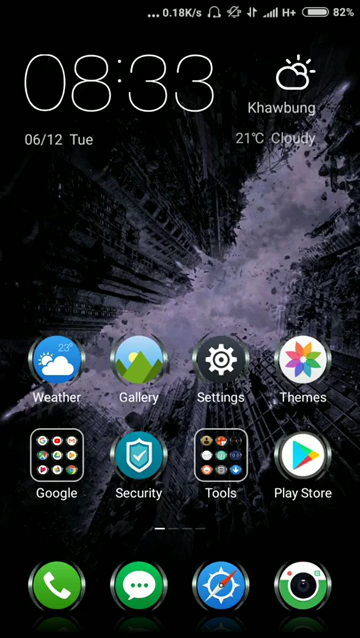 ...0.18K/s H+ 82%
08:33
Khawbung
06/12 Tue
21℃ Cloudy
23°
Weather Gallery Settings Themes
Google Security Tools Play Store